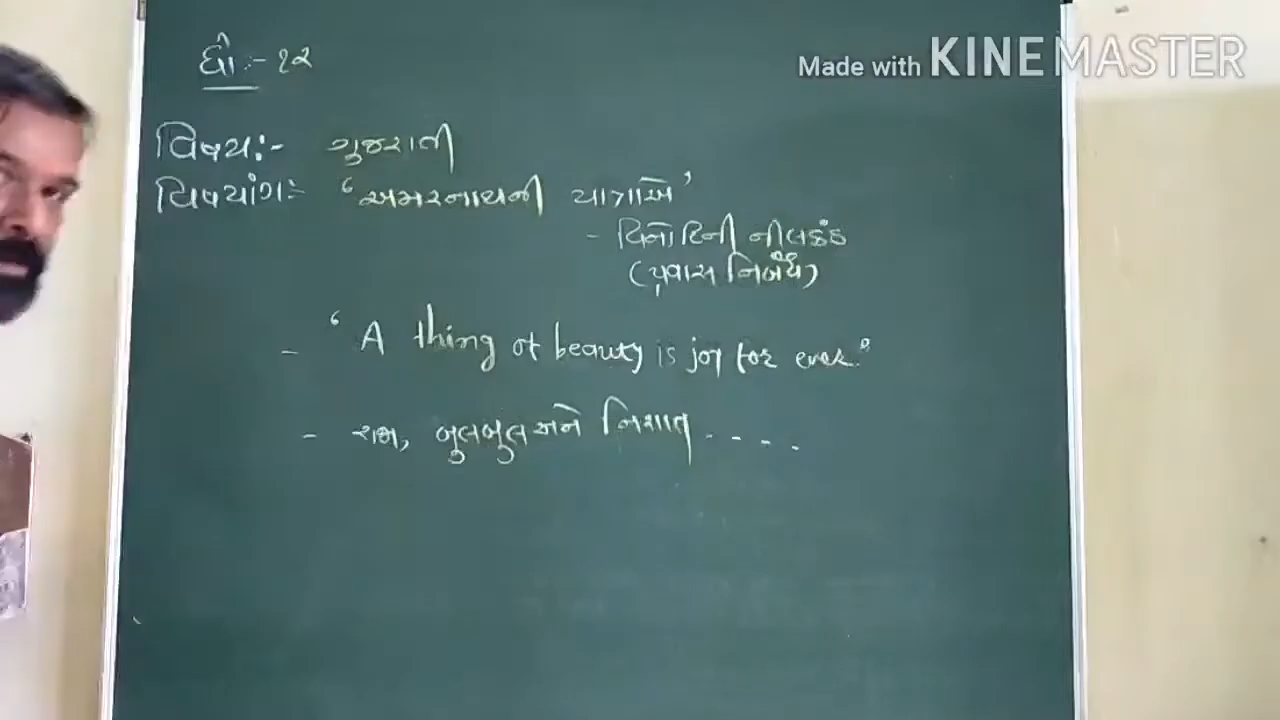 ધો:- ૧૨
Made with KINEMASTER
વિષય:- ગુજરાતી
વિષયાંગ:- 'અમરનાથની યાત્રાએ'
- વિનોદિની નીલકંઠ
(પ્રવાસ નિબંધ)
- 'A thing of beauty is joy for ever.'
- રામ, બુલબુલ અને નિશાત . - - .